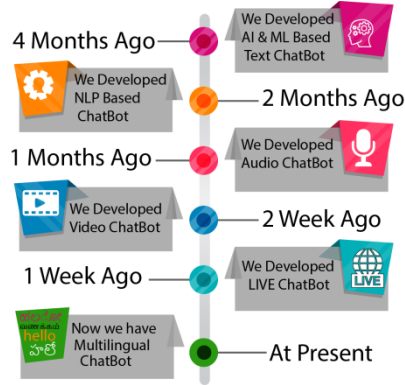 4 Months Ago
We Developed
AI & ML Based
Text ChatBot
We Developed
NLP Based
ChatBot
2 Months Ago
1 Months Ago
We Developed
Audio ChatBot
We Developed
Video ChatBot
2 Week Ago
1 Week Ago
We Developed
LIVE ChatBot
LIVE
hello
Now we have
Multilingual
ChatBot
At Present